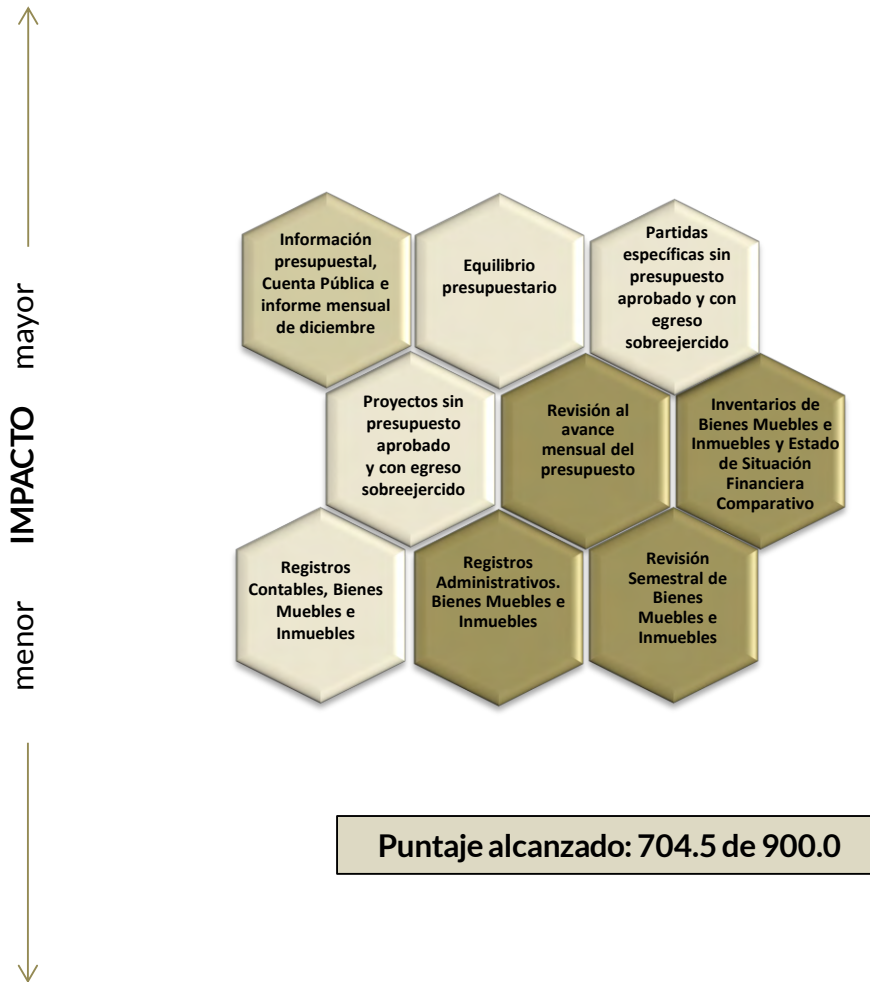 mayor
IMPACTO
menor
Información
presupuestal,
Cuenta Pública e
informe mensual
de diciembre
Equilibrio
presupuestario
Partidas
específicas sin
presupuesto
aprobado y con
egreso
sobreejercido
Proyectos sin
presupuesto
aprobado
y con egreso
sobreejercido
Revisión al
avance
mensual del
presupuesto
Inventarios de
Bienes Muebles e
Inmuebles y Estado
de Situación
Financiera
Comparativo
Registros
Contables, Bienes
Muebles e
Inmuebles
Registros
Administrativos.
Bienes Muebles e
Inmuebles
Revisión
Semestral de
Bienes
Muebles e
Inmuebles
Puntaje alcanzado: 704.5 de 900.0